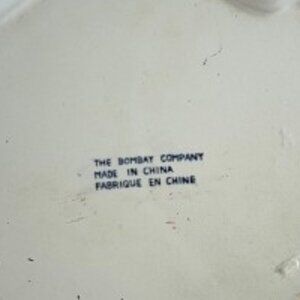 THE BOMBAY COMPANY
MADE IN CHINA
FABRIQUE EN CHINE